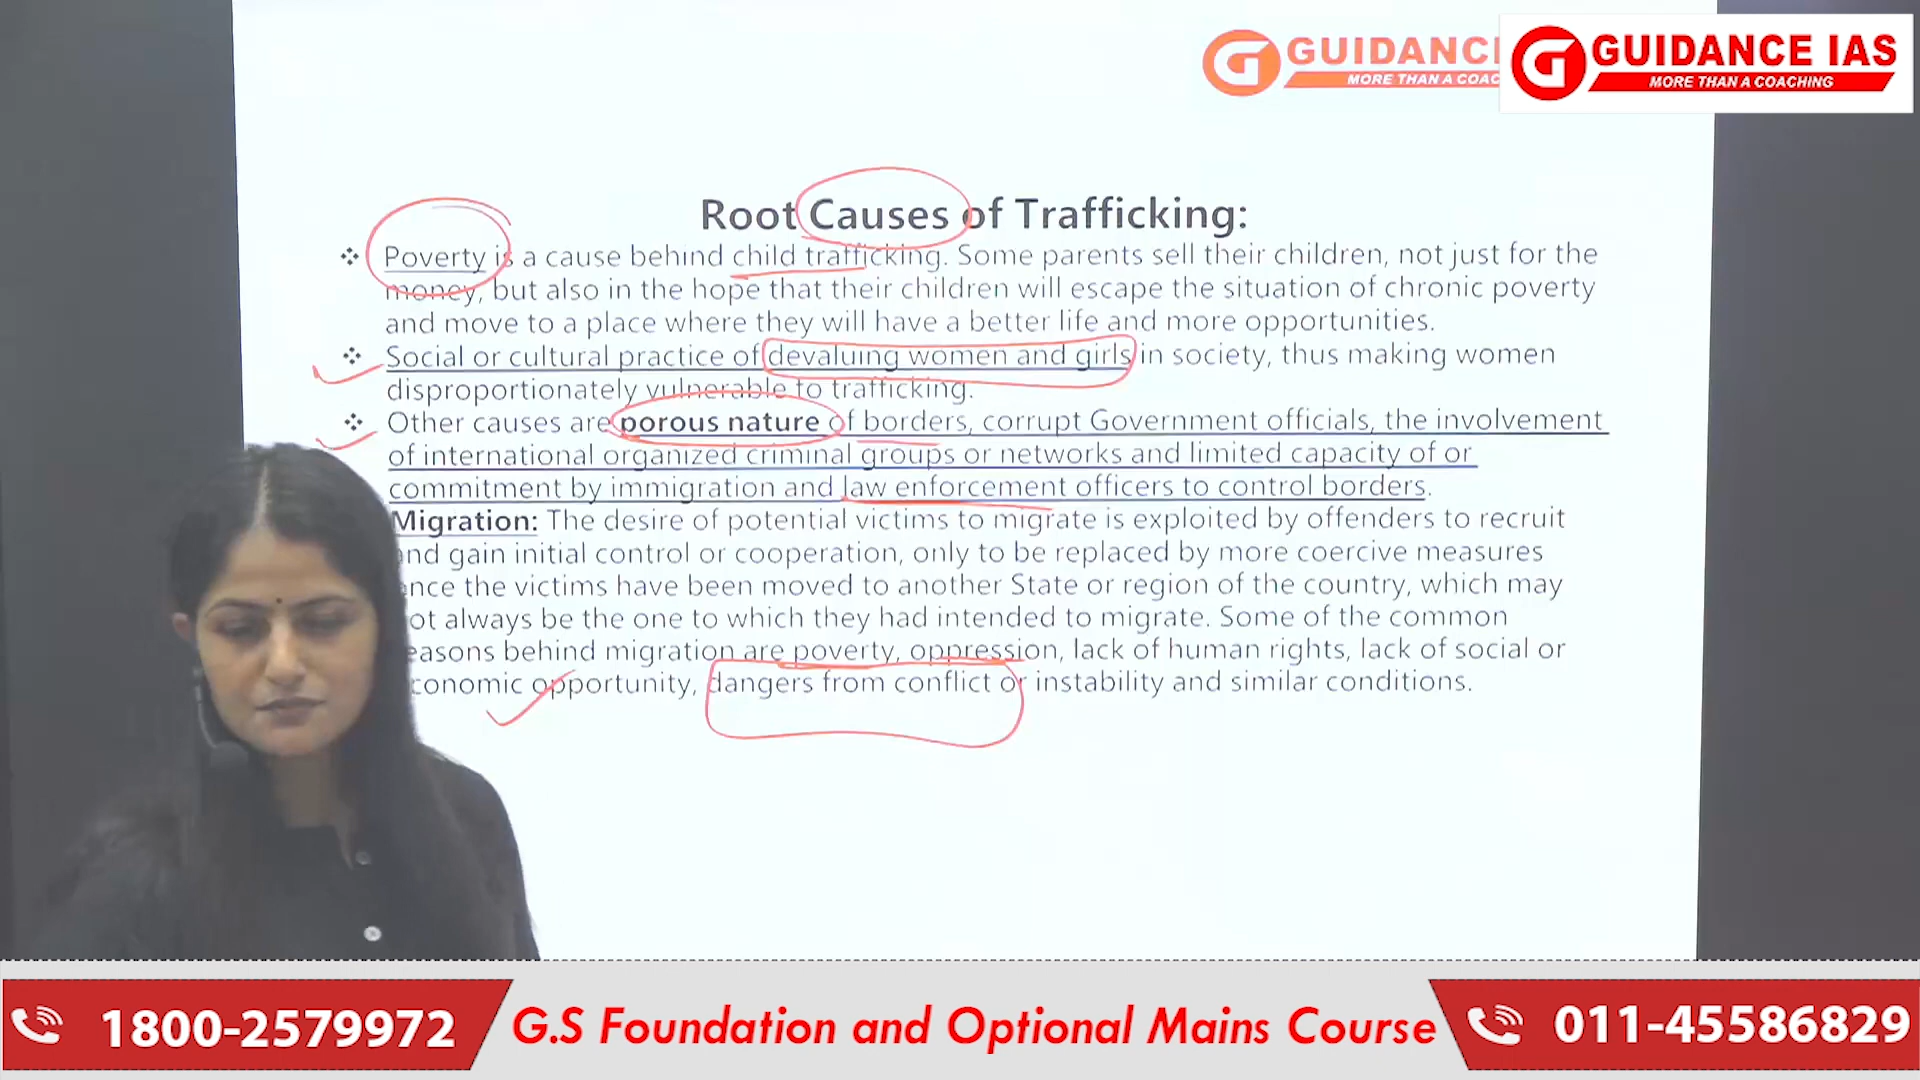 GUIDANCE
MORE THAN A COAC
GUIDANCE IAS
MORE THAN A COACHING
Root Causes of Trafficking:
Poverty is a cause behind child trafficking. Some parents sell their children, not just for the
money, but also in the hope that their children will escape the situation of chronic poverty
and move to a place where they will have a better life and more opportunities.
Social or cultural practice of devaluing women and girls in society, thus making women
disproportionately vulnerable to trafficking.
Other causes are porous nature of borders, corrupt Government officials, the involvement
of international organized criminal groups or networks and limited capacity of or
commitment by immigration and law enforcement officers to control borders.
Migration: The desire of potential victims to migrate is exploited by offenders to recruit
nd gain initial control or cooperation, only to be replaced by more coercive measures
nce the victims have been moved to another State or region of the country, which may
ot always be the one to which they had intended to migrate. Some of the common
easons behind migration are poverty, oppression, lack of human rights, lack of social or
conomic opportunity, dangers from conflict or instability and similar conditions.
1800-2579972 G.S Foundation and Optional Mains Course 011-45586829